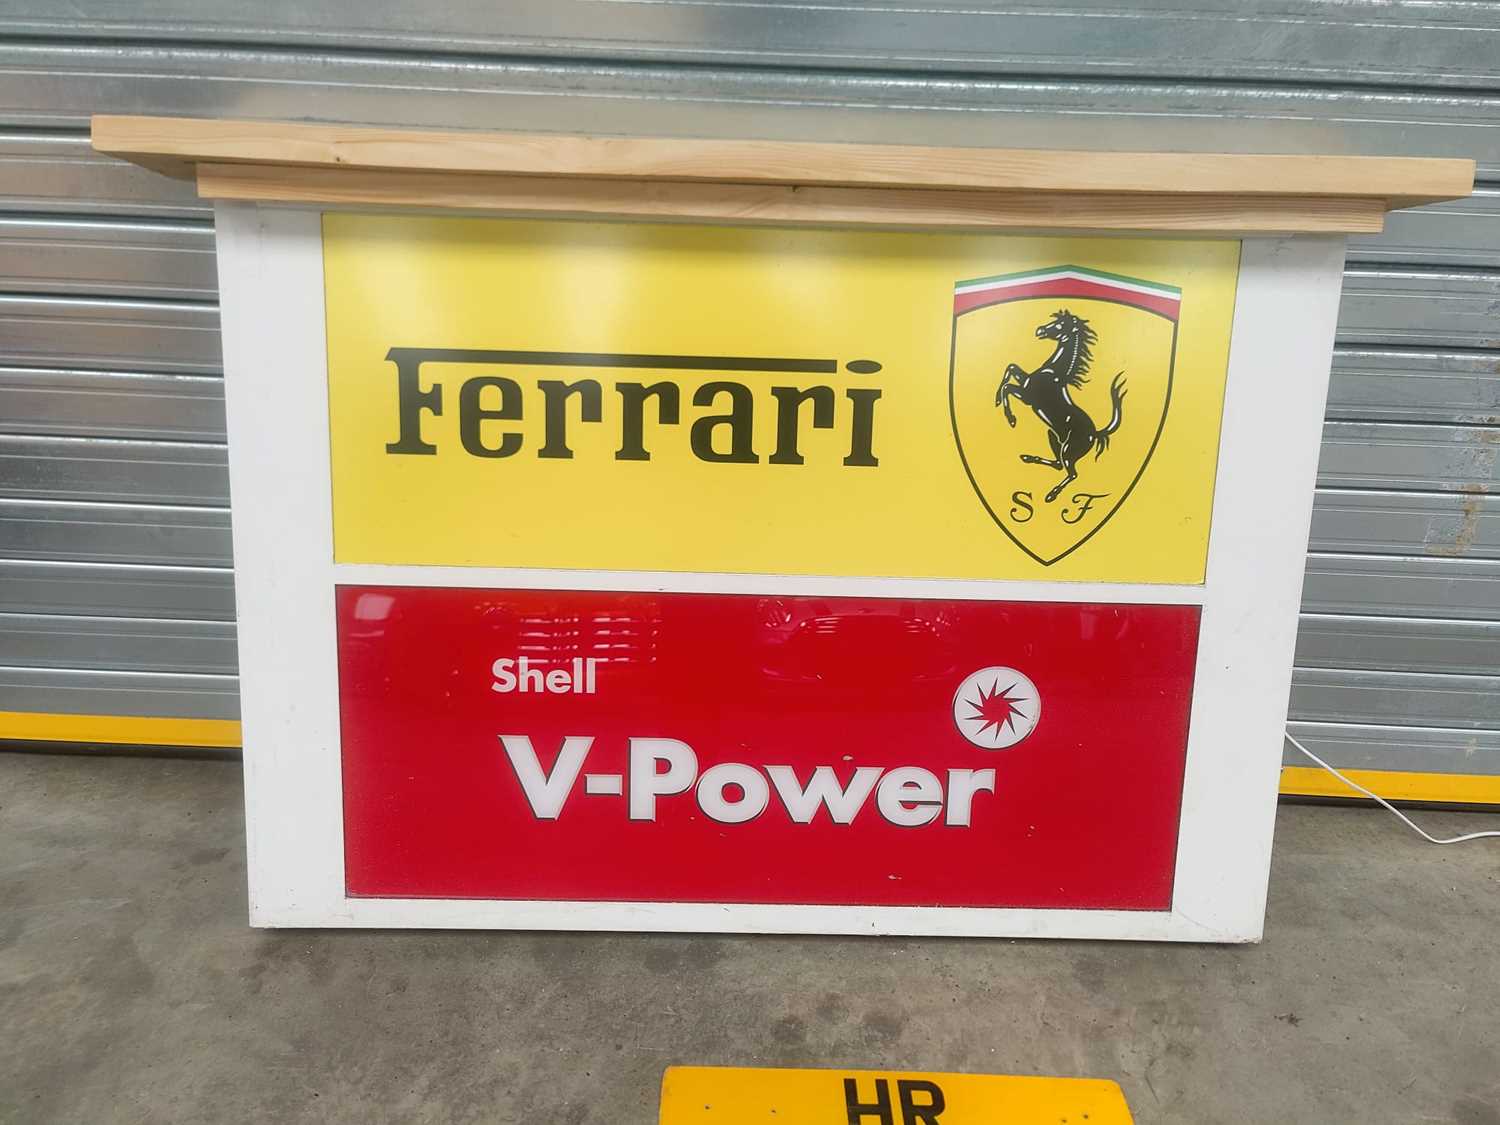 Ferrari
S F
Shell
V-Power
HR